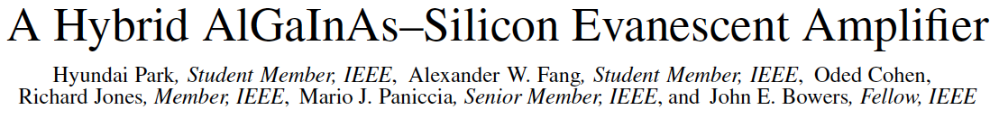 A Hybrid AlGaInAs–Silicon Evanescent Amplifier
Hyundai Park, Student Member, IEEE, Alexander W. Fang, Student Member, IEEE, Oded Cohen,
Richard Jones, Member, IEEE, Mario J. Paniccia, Senior Member, IEEE, and John E. Bowers, Fellow, IEEE